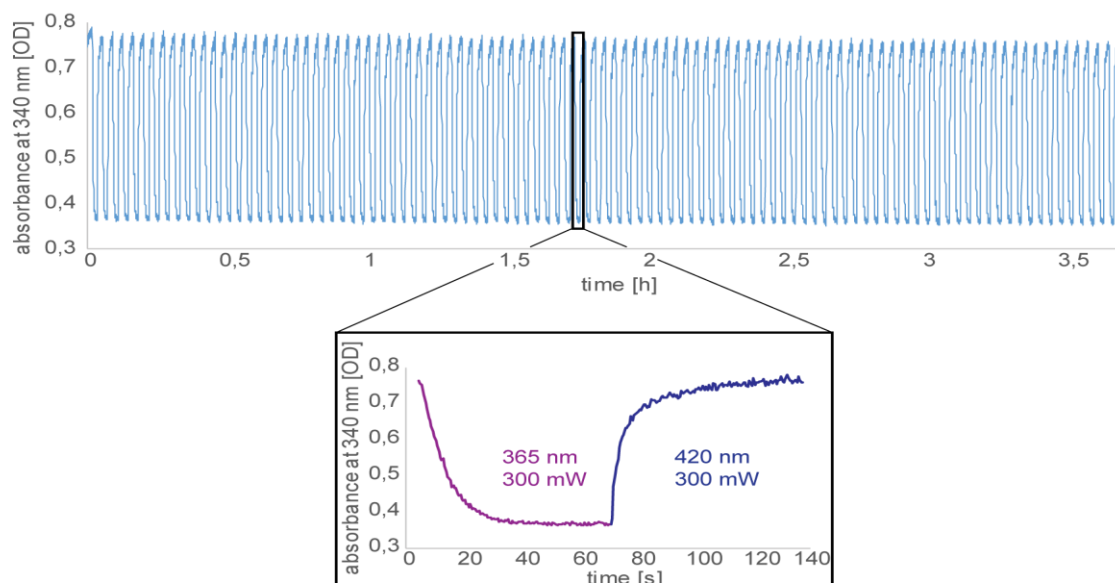 absorbance at 340 nm [OD]
0,8
0,7
0,6
0,5
0,4
0,3
0 0,5 1 1,5 2 2,5 3 3,5
time [h]
absorbance at 340 nm [OD]
0,8
0,7
0,6
0,5
0,4
0,3
365 nm
300 mW
420 nm
300 mW
0 20 40 60 80 100 120 140
time [s]